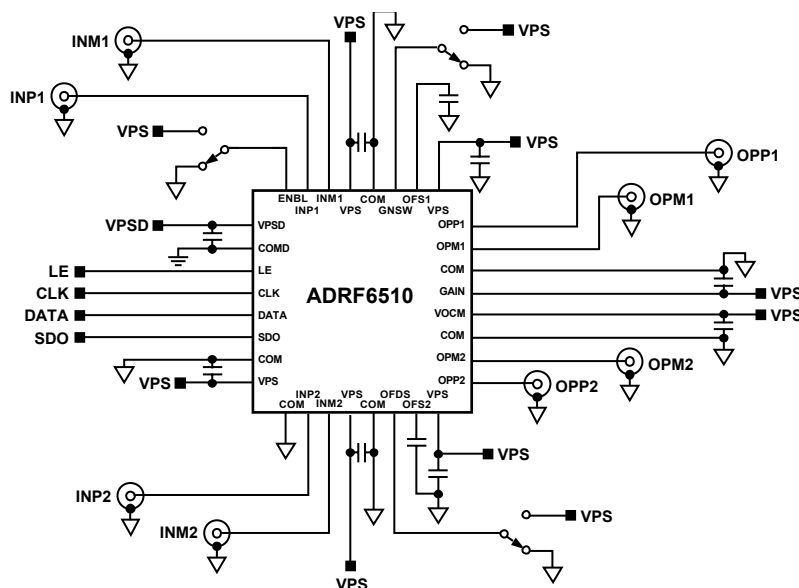 INM1
VPS
VPS
INP1
VPS
VPS
OPP1
OPM1
ENBL INM1 COM OFS1
INP1 VPS GNSW VPS
VPSD
VPSD
COMD
LE
LE
CLK
CLK
DATA
DATA
SDO
SDO
COM
VPS
VPS
ADRF6510
OPP1
OPM1
COM
GAIN
VPS
VOCM
VPS
COM
OPM2
OPM2
OPP2
OPP2
INP2 VPS OFDS VPS
COM INM2 COM OFS2
VPS
INP2
INM2
VPS
VPS